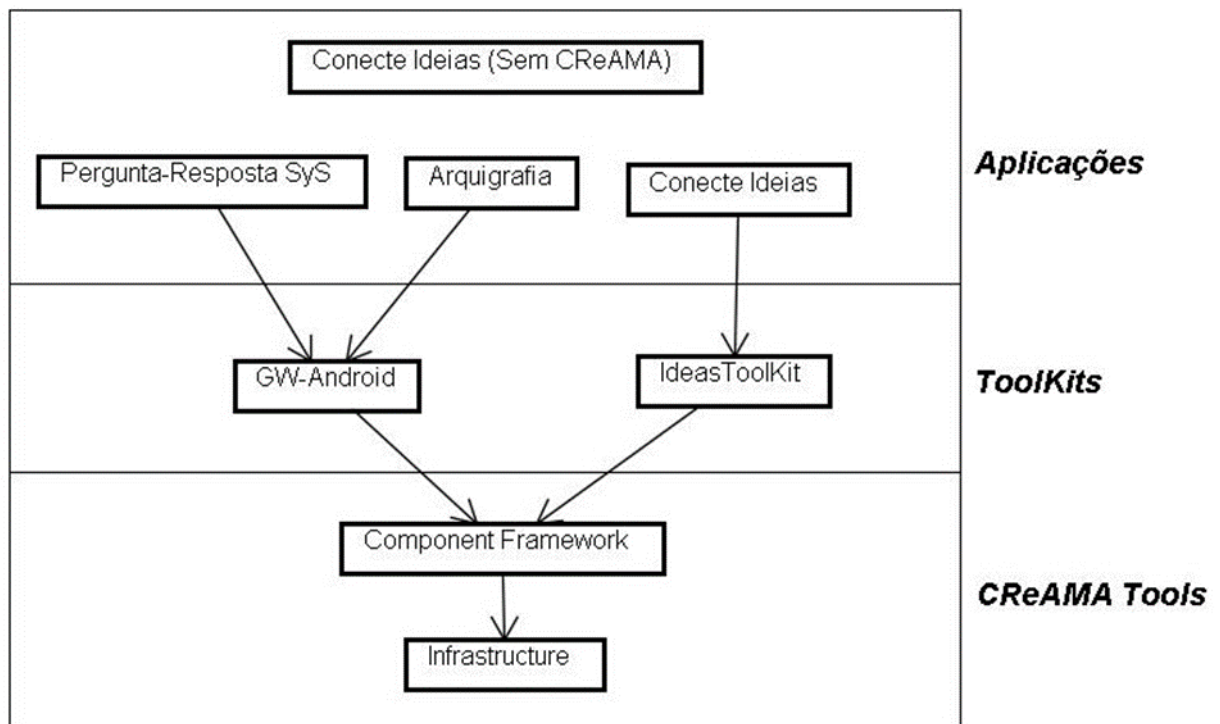 Conecte Ideias (Sem CReAMA)
Pergunta-Resposta SyS
Arquigrafia
Conecte Ideias
Aplicações
GW-Android
IdeasToolKit
ToolKits
Component Framework
CReAMA Tools
Infrastructure